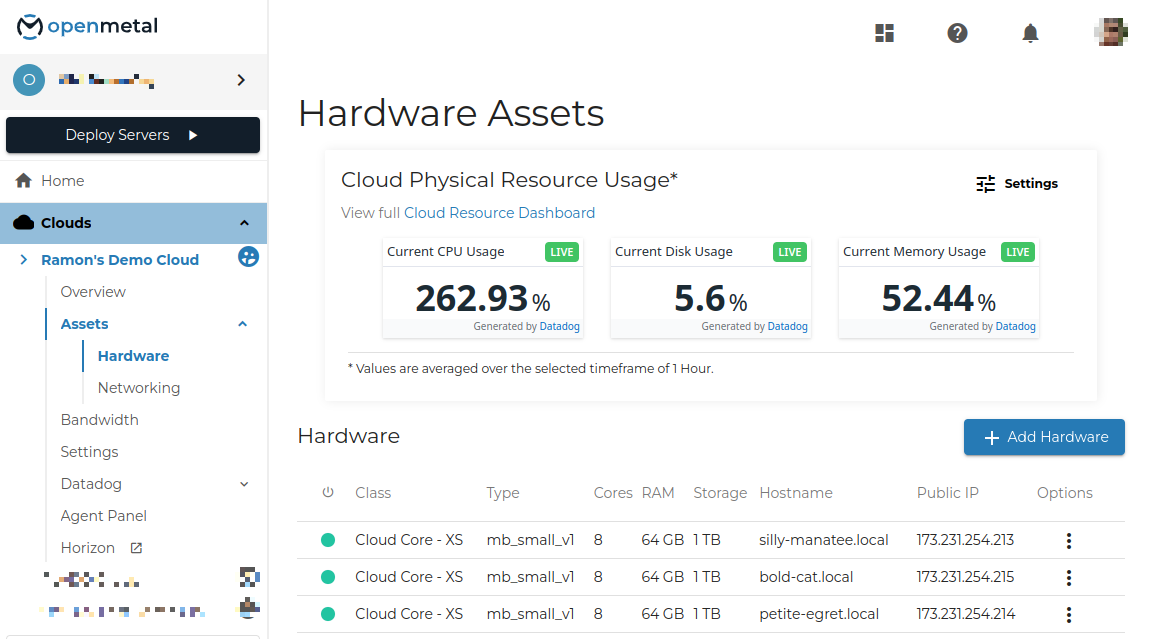 openmetal
O
Deploy Servers
Home
Clouds
Ramon's Demo Cloud
Overview
Assets
Hardware
Networking
Bandwidth
Settings
Datadog
Agent Panel
Horizon
Hardware Assets
Cloud Physical Resource Usage*
Settings
View full Cloud Resource Dashboard
Current CPU Usage LIVE
262.93 %
Generated by Datadog
Current Disk Usage LIVE
5.6 %
Generated by Datadog
Current Memory Usage LIVE
52.44 %
Generated by Datadog
* Values are averaged over the selected timeframe of 1 Hour.
Hardware
+ Add Hardware
Class Type Cores RAM Storage Hostname Public IP Options
Cloud Core - XS mb_small_v1 8 64 GB 1 TB silly-manatee.local 173.231.254.213
Cloud Core - XS mb_small_v1 8 64 GB 1 TB bold-cat.local 173.231.254.215
Cloud Core - XS mb_small_v1 8 64 GB 1 TB petite-egret.local 173.231.254.214